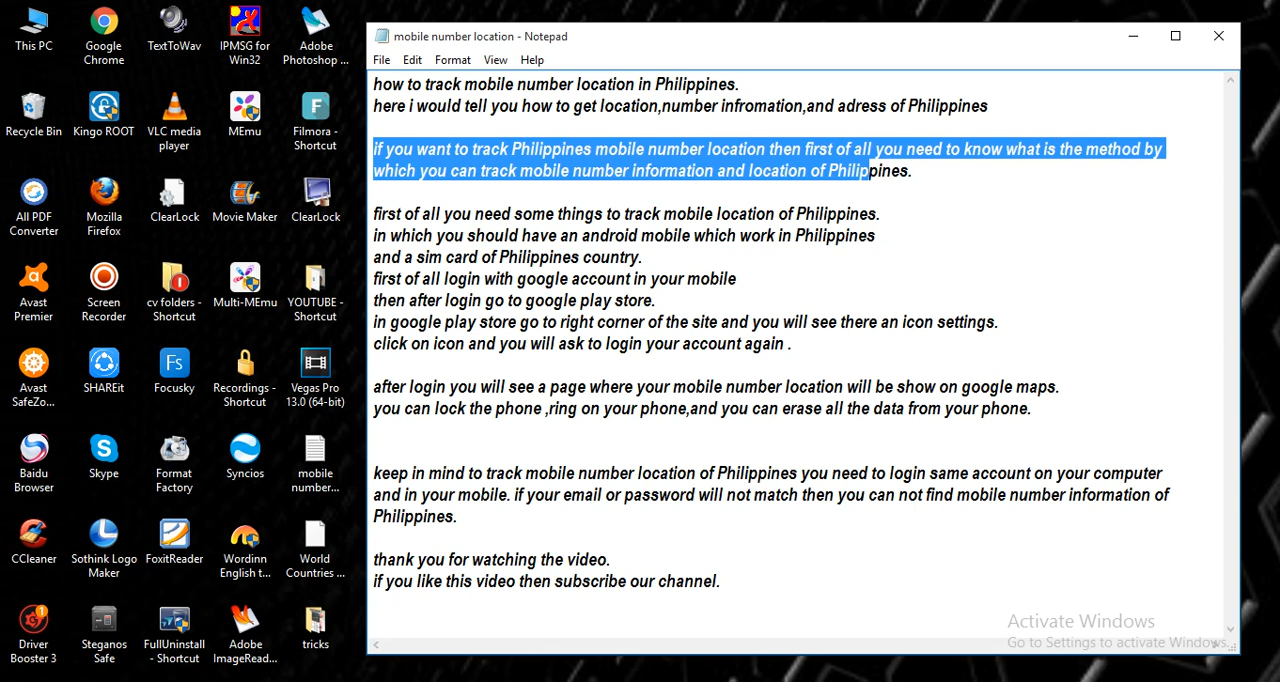 This PC
Google Chrome
TextToWav
IPMSG for Win32
Adobe Photoshop ...
Recycle Bin
Kingo ROOT
VLC media player
MEmu
Filmora - Shortcut
All PDF Converter
Mozilla Firefox
ClearLock
Movie Maker
ClearLock
Avast Premier
Screen Recorder
cv folders - Shortcut
Multi-MEmu
YOUTUBE - Shortcut
Avast SafeZo...
SHAREit
Fs
Focusky
Recordings - Shortcut
Vegas Pro 13.0 (64-bit)
Baidu Browser
Skype
Format Factory
Syncios
mobile number...
CCleaner
Sothink Logo Maker
FoxitReader
Wordinn English t...
World Countries ...
Driver Booster 3
Steganos Safe
FullUninstall - Shortcut
Adobe ImageRead...
tricks
mobile number location - Notepad
File Edit Format View Help
how to track mobile number location in Philippines.
here i would tell you how to get location,number infromation,and adress of Philippines
if you want to track Philippines mobile number location then first of all you need to know what is the method by
which you can track mobile number information and location of Philippines.
first of all you need some things to track mobile location of Philippines.
in which you should have an android mobile which work in Philippines
and a sim card of Philippines country.
first of all login with google account in your mobile
then after login go to google play store.
in google play store go to right corner of the site and you will see there an icon settings.
click on icon and you will ask to login your account again .
after login you will see a page where your mobile number location will be show on google maps.
you can lock the phone ,ring on your phone,and you can erase all the data from your phone.
keep in mind to track mobile number location of Philippines you need to login same account on your computer
and in your mobile. if your email or password will not match then you can not find mobile number information of
Philippines.
thank you for watching the video.
if you like this video then subscribe our channel.
Activate Windows
Go to Settings to activate Windows.